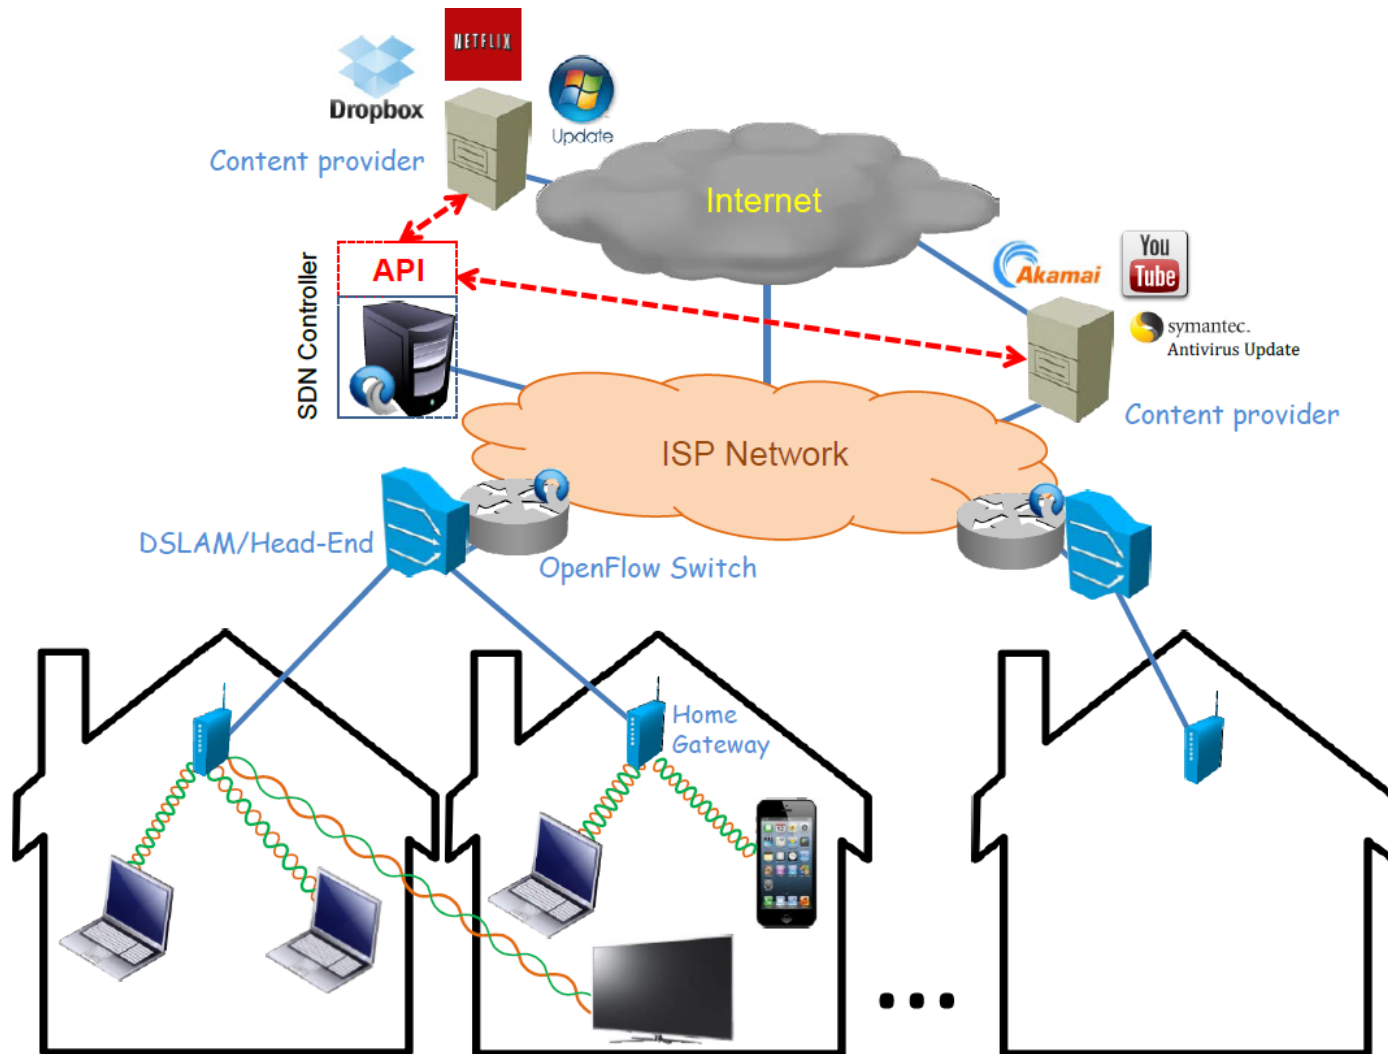 NETFLIX
Dropbox
Update
Content provider
Internet
SDN Controller
API
Akamai
You
Tube
symantec.
Antivirus Update
Content provider
ISP Network
DSLAM/Head-End
OpenFlow Switch
Home
Gateway
...